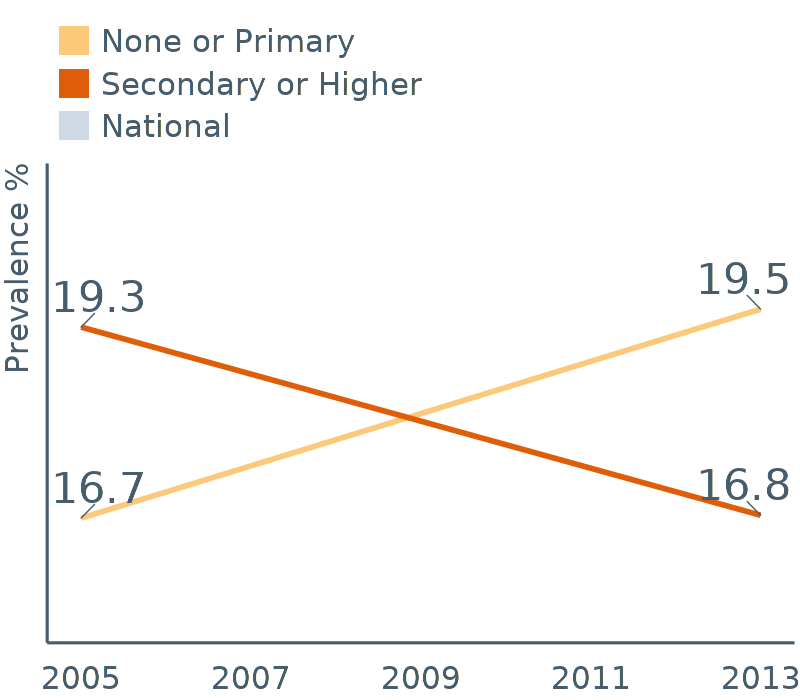 None or Primary
Secondary or Higher
National
Prevalence %
19.3
19.5
16.7
16.8
2005
2007
2009
2011
2013